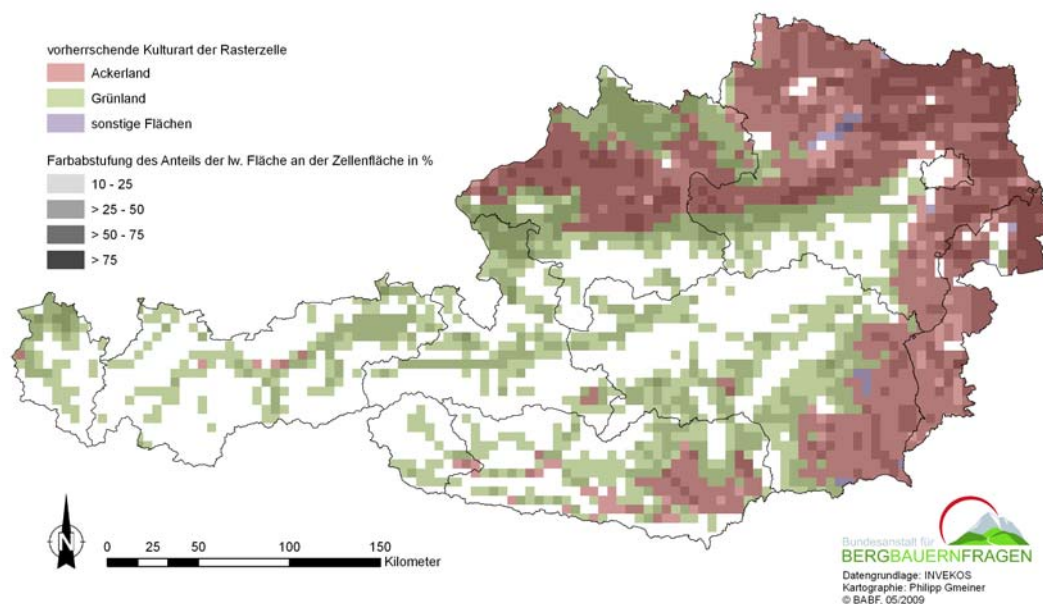 vorherrschende Kulturart der Rasterzelle
Ackerland
Grünland
sonstige Flächen
Farbabstufung des Anteils der lw. Fläche an der Zellenfläche in %
10 - 25
> 25 - 50
> 50 - 75
> 75
N
0 25 50 100 150
Kilometer
Bundesanstalt für
BERGBAUERNFRAGEN
Datengrundlage: INVEKOS
Kartographie: Philipp Gmeiner
© BABF, 05/2009